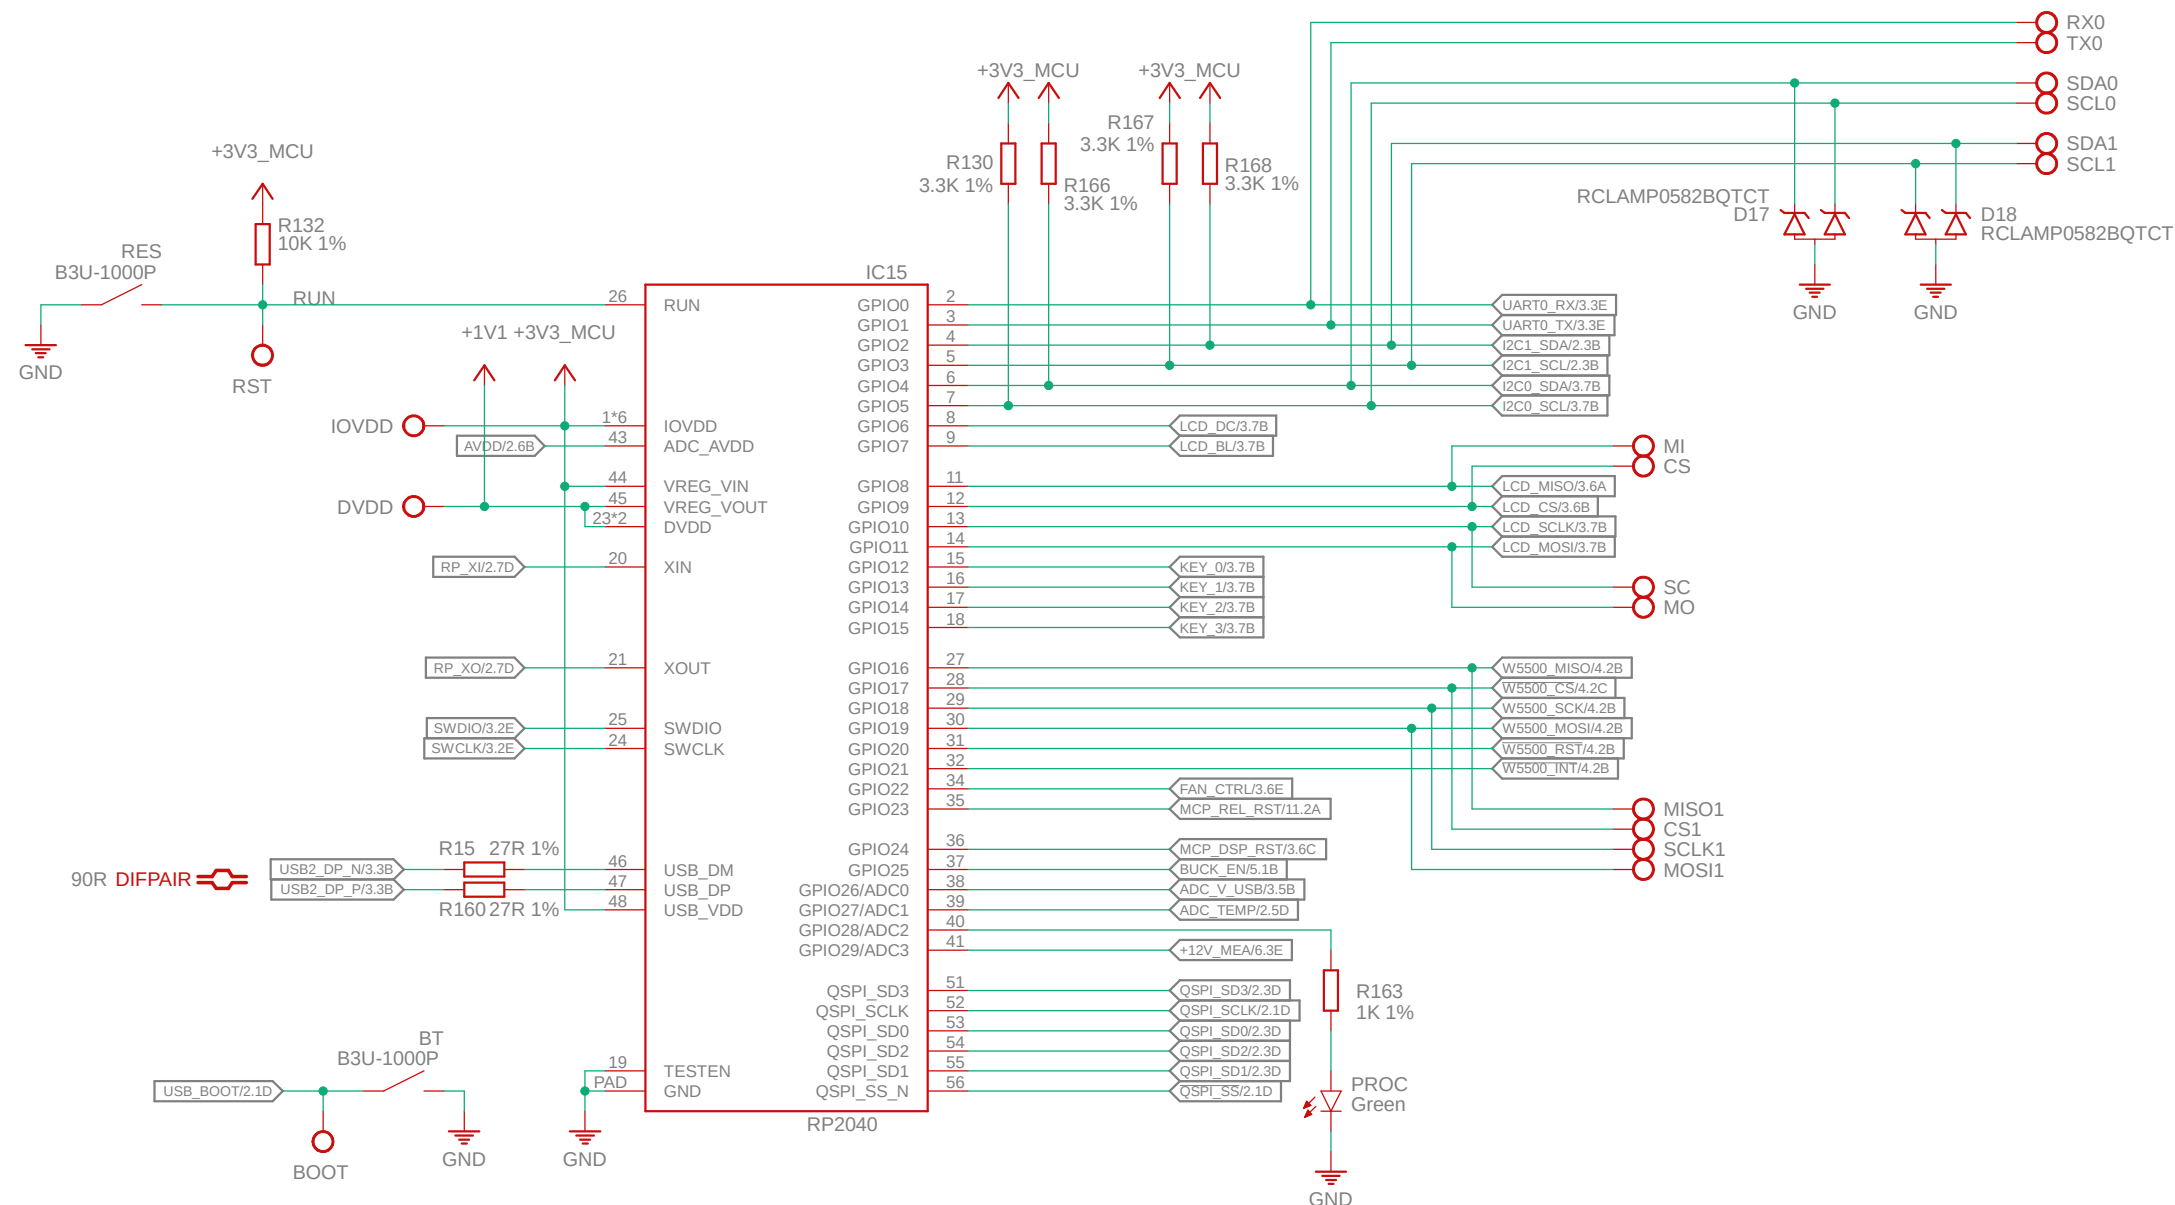 RX0
TX0
+3V3_MCU
+3V3_MCU
SDA0
SCL0
R167
3.3K 1%
SDA1
SCL1
+3V3_MCU
R130
3.3K 1%
R166
3.3K 1%
R168
3.3K 1%
RCLAMP0582BQTCT
D17
D18
RCLAMP0582BQTCT
R132
10K 1%
RES
B3U-1000P
RUN
GND
RST
GND
GND
+1V1 +3V3_MCU
IC15
26
RUN
GPIO0
2
UART0_RX/3.3E
GPIO1
3
UART0_TX/3.3E
GPIO2
4
I2C1_SDA/2.3B
GPIO3
5
I2C1_SCL/2.3B
GPIO4
6
I2C0_SDA/3.7B
GPIO5
7
I2C0_SCL/3.7B
IOVDD
1*6
IOVDD
GPIO6
8
LCD_DC/3.7B
AVDD/2.6B
43
ADC_AVDD
GPIO7
9
LCD_BL/3.7B
MI
CS
44
VREG_VIN
GPIO8
11
LCD_MISO/3.6A
DVDD
45
VREG_VOUT
GPIO9
12
LCD_CS/3.6B
23*2
DVDD
GPIO10
13
LCD_SCLK/3.7B
GPIO11
14
LCD_MOSI/3.7B
RP_XI/2.7D
20
XIN
GPIO12
15
KEY_0/3.7B
GPIO13
16
KEY_1/3.7B
SC
GPIO14
17
KEY_2/3.7B
MO
GPIO15
18
KEY_3/3.7B
RP_XO/2.7D
21
XOUT
GPIO16
27
W5500_MISO/4.2B
GPIO17
28
W5500_CS/4.2C
GPIO18
29
W5500_SCK/4.2B
SWDIO/3.2E
25
SWDIO
GPIO19
30
W5500_MOSI/4.2B
SWCLK/3.2E
24
SWCLK
GPIO20
31
W5500_RST/4.2B
GPIO21
32
W5500_INT/4.2B
GPIO22
34
FAN_CTRL/3.6E
GPIO23
35
MCP_REL_RST/11.2A
MISO1
CS1
SCLK1
MOSI1
GPIO24
36
MCP_DSP_RST/3.6C
90R DIFPAIR
R15 27R 1%
USB2_DP_N/3.3B
46
USB_DM
GPIO25
37
BUCK_EN/5.1B
USB2_DP_P/3.3B
47
USB_DP
GPIO26/ADC0
38
ADC_V_USB/3.5B
R160 27R 1%
48
USB_VDD
GPIO27/ADC1
39
ADC_TEMP/2.5D
GPIO28/ADC2
40
GPIO29/ADC3
41
+12V_MEA/6.3E
QSPI_SD3
51
QSPI_SD3/2.3D
R163
1K 1%
QSPI_SCLK
52
QSPI_SCLK/2.1D
QSPI_SD0
53
QSPI_SD0/2.3D
QSPI_SD2
54
QSPI_SD2/2.3D
BT
B3U-1000P
19
TESTEN
QSPI_SD1
55
QSPI_SD1/2.3D
USB_BOOT/2.1D
PAD
GND
QSPI_SS_N
56
QSPI_SS/2.1D
PROC
Green
RP2040
BOOT
GND
GND
GND